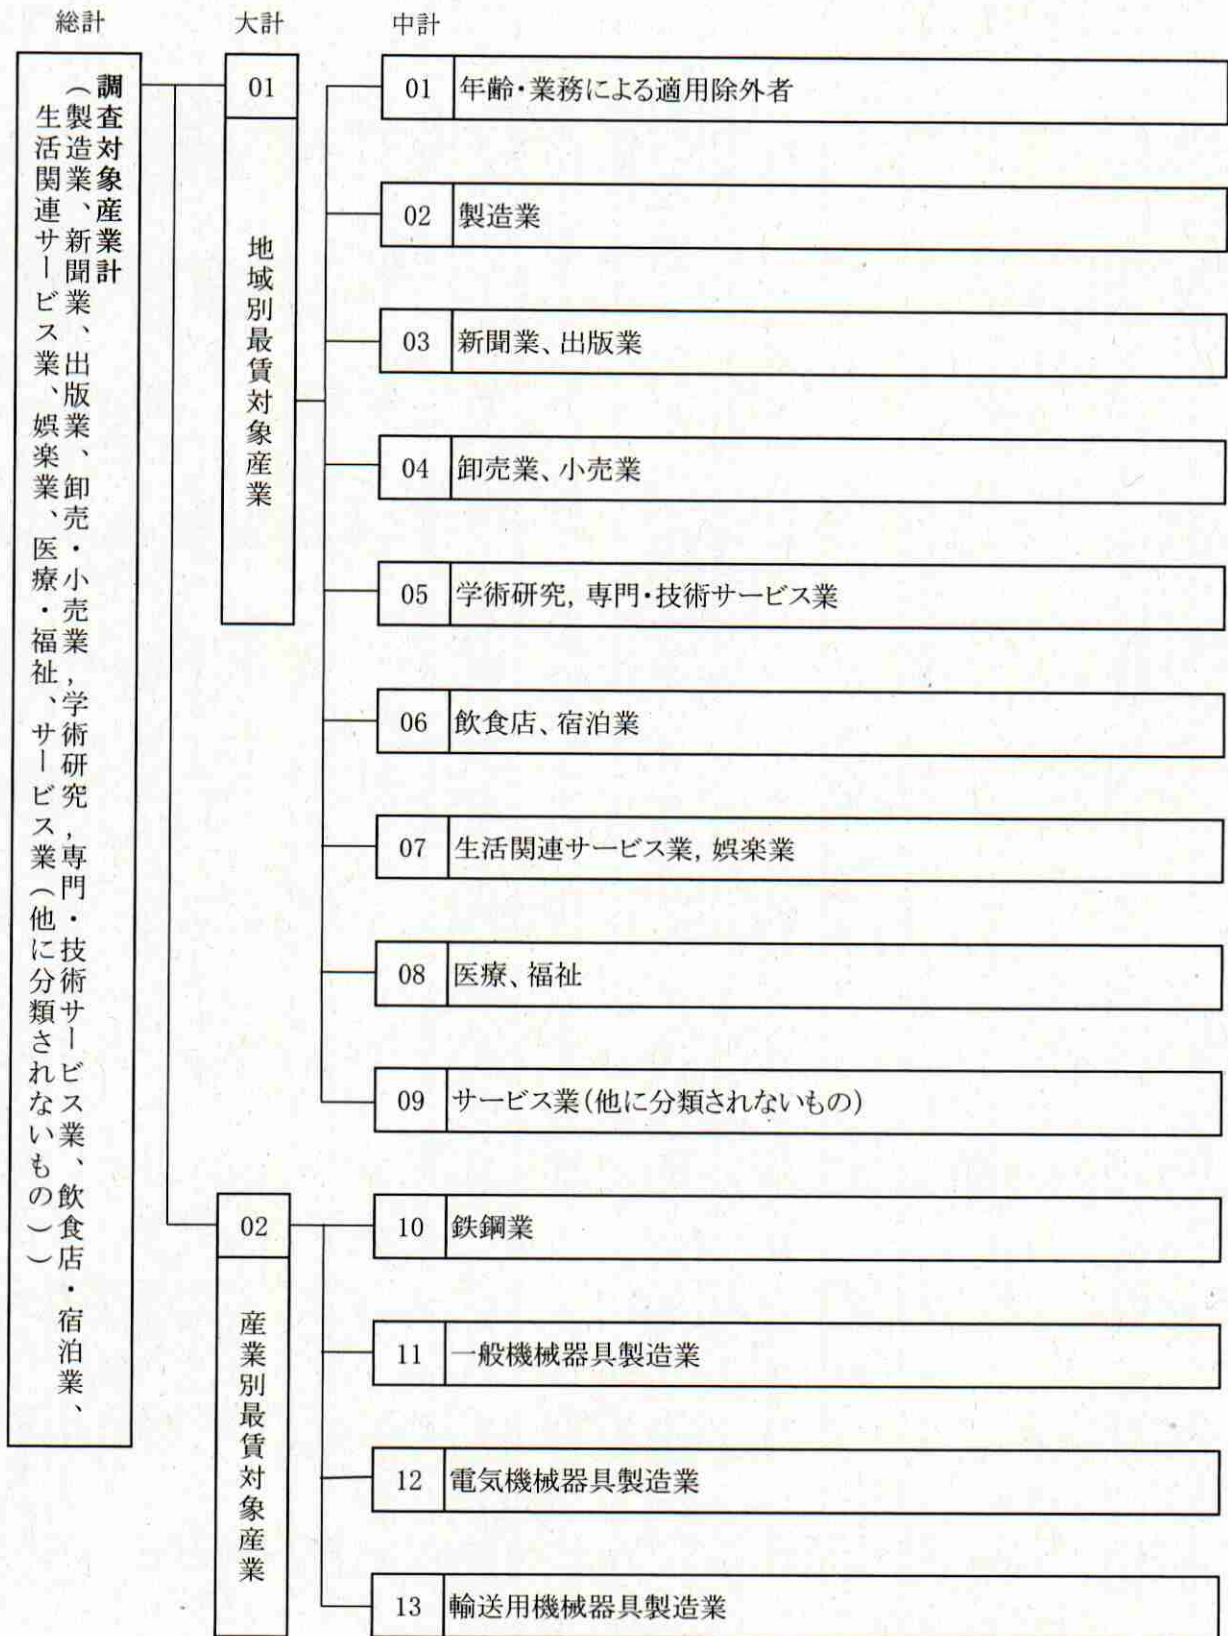 総計
大計
中計
調査対象産業計
（製造業、新聞業、出版業、卸売・小売業，学術研究，専門・技術サービス業、飲食店・宿泊業、
生活関連サービス業、娯楽業、医療・福祉、サービス業（他に分類されないもの））
01
地域別最賃対象産業
01 年齢・業務による適用除外者
02 製造業
03 新聞業、出版業
04 卸売業、小売業
05 学術研究，専門・技術サービス業
06 飲食店、宿泊業
07 生活関連サービス業，娯楽業
08 医療、福祉
09 サービス業（他に分類されないもの）
02
産業別最賃対象産業
10 鉄鋼業
11 一般機械器具製造業
12 電気機械器具製造業
13 輸送用機械器具製造業